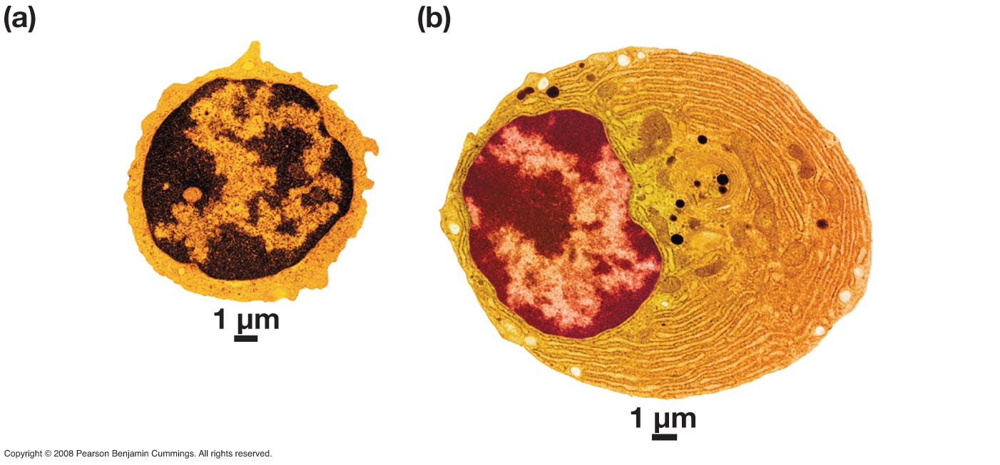 (a)
(b)
1 µm
1 µm
Copyright © 2008 Pearson Benjamin Cummings. All rights reserved.